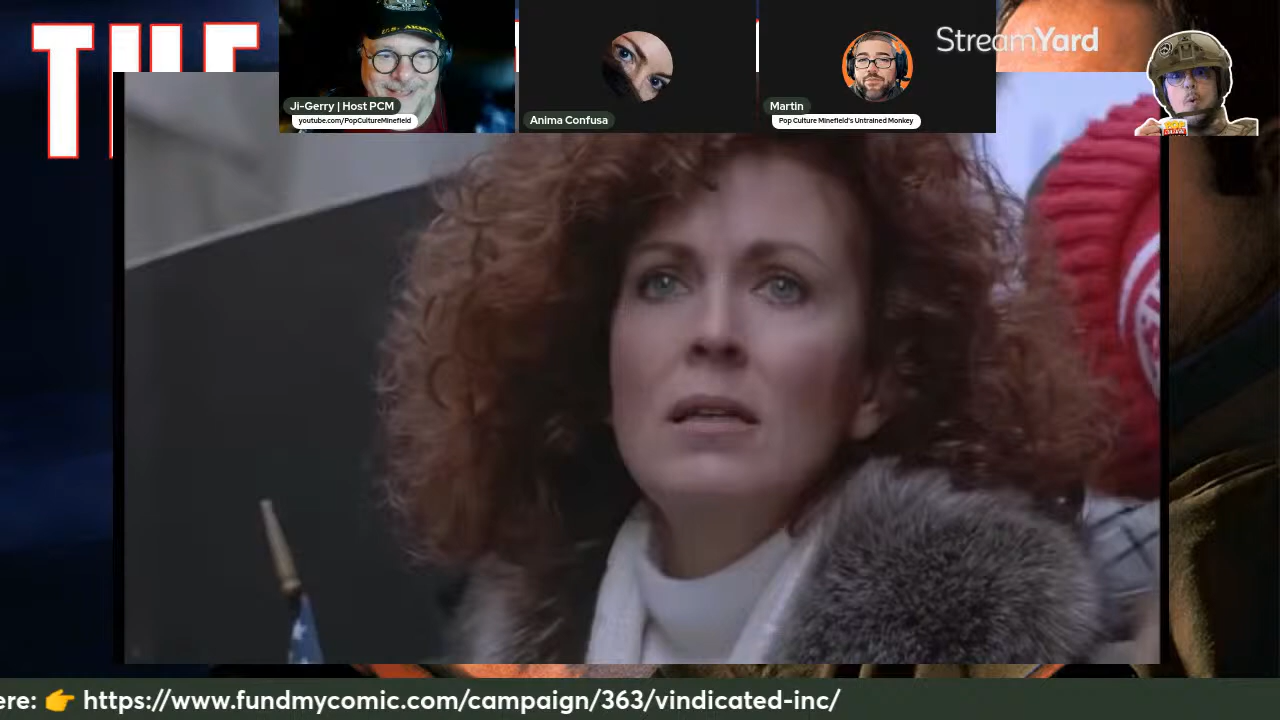 THE
StreamYard
Ji-Gerry | Host PCM
youtube.com/PopCultureMinefield
Anima Confusa
Martin
Pop Culture Minefield's Untrained Monkey
ere: 👉 https://www.fundmycomic.com/campaign/363/vindicated-inc/